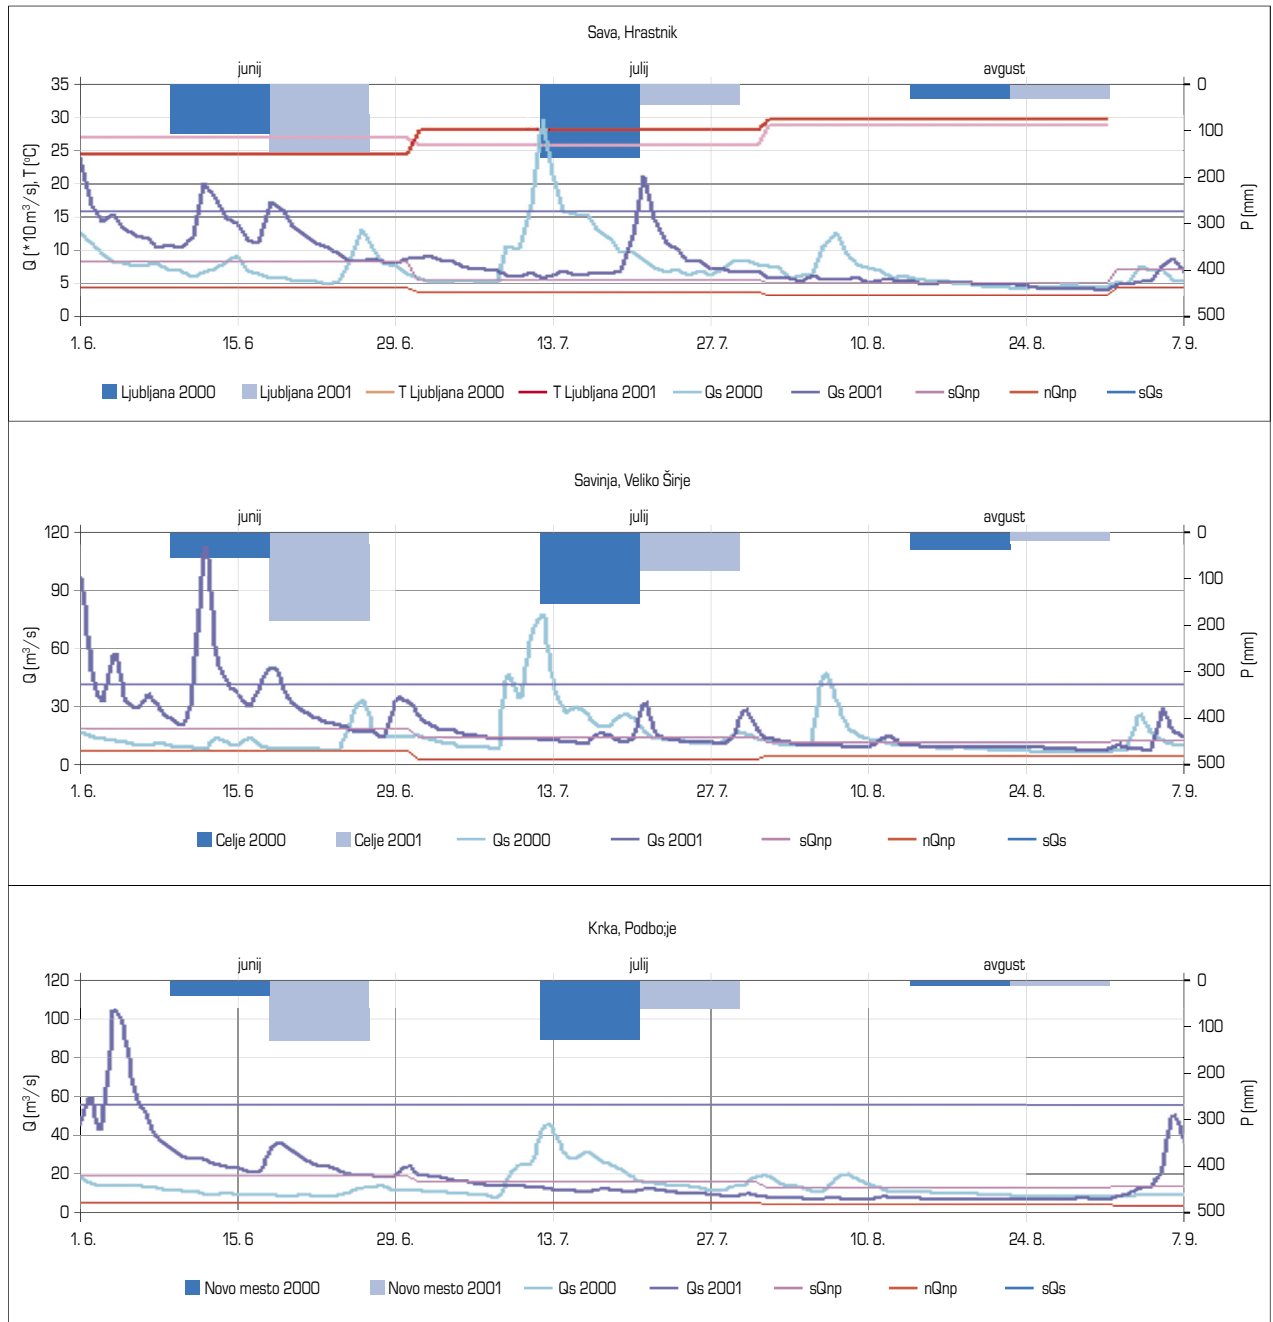 Sava, Hrastnik
junij julij avgust
Q (*10 m³/s), T (°C)
35 30 25 20 15 10 5 0
P (mm)
0 100 200 300 400 500
1. 6. 15. 6 29. 6. 13. 7. 27. 7. 10. 8. 24. 8. 7. 9.
Ljubljana 2000 Ljubljana 2001 T Ljubljana 2000 T Ljubljana 2001 Qs 2000 Qs 2001 sQnp nQnp sQs
Savinja, Veliko Širje
junij julij avgust
Q (m³/s)
120 90 60 30 0
P (mm)
0 100 200 300 400 500
1. 6. 15. 6 29. 6. 13. 7. 27. 7. 10. 8. 24. 8. 7. 9.
Celje 2000 Celje 2001 Qs 2000 Qs 2001 sQnp nQnp sQs
Krka, Podbo;je
junij julij avgust
Q (m³/s)
120 100 80 60 40 20 0
P (mm)
0 100 200 300 400 500
1. 6. 15. 6 29. 6. 13. 7. 27. 7. 10. 8. 24. 8. 7. 9.
Novo mesto 2000 Novo mesto 2001 Qs 2000 Qs 2001 sQnp nQnp sQs